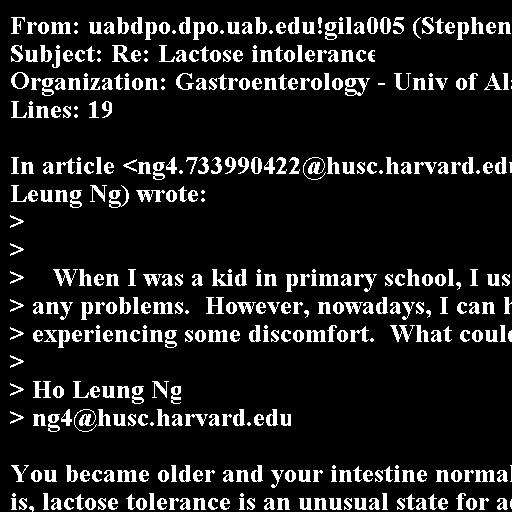 From: uabdpo.dpo.uab.edu!gila005 (Stephen
Subject: Re: Lactose intolerance
Organization: Gastroenterology - Univ of Al
Lines: 19

In article <ng4.733990422@husc.harvard.edu
Leung Ng) wrote:
>
>
>    When I was a kid in primary school, I us
> any problems.  However, nowadays, I can h
> experiencing some discomfort.  What could
>
> Ho Leung Ng
> ng4@husc.harvard.edu

You became older and your intestine normal
is, lactose tolerance is an unusual state for a